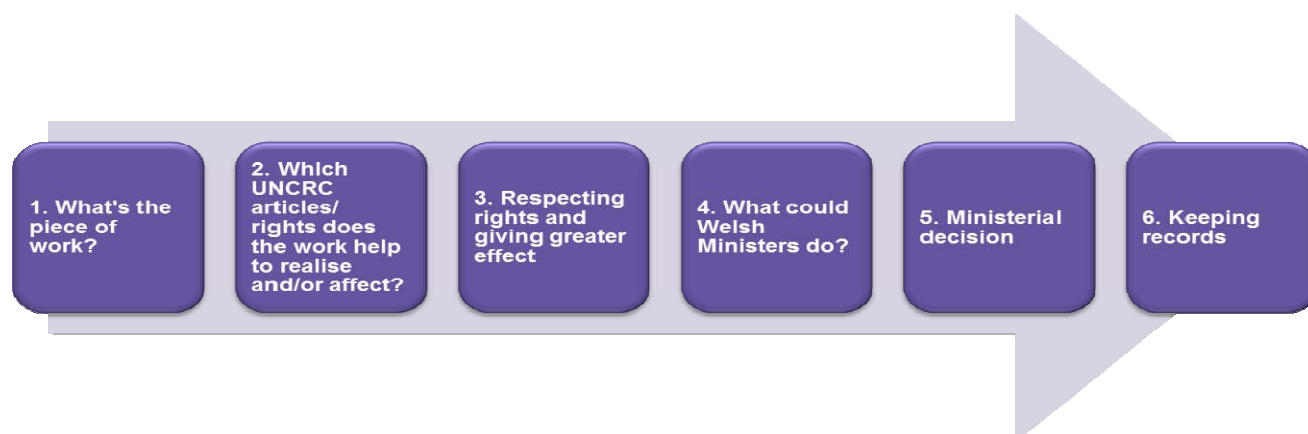 1. What's the
piece of
work?
2. Which
UNCRC
articles/
rights does
the work help
to realise
and/or affect?
3. Respecting
rights and
giving greater
effect
4. What could
Welsh
Ministers do?
5. Ministerial
decision
6. Keeping
records